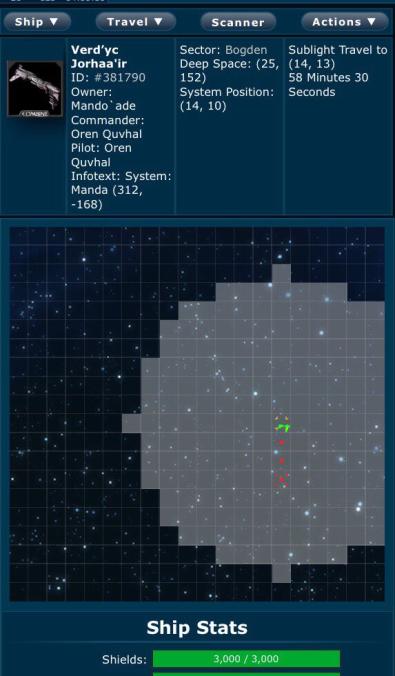 Ship ▼
Travel ▼
Scanner
Actions ▼
Verd'yc
Jorhaa'ir
ID: #381790
Owner:
Mando`ade
Commander:
Oren Quvhal
Pilot: Oren
Quvhal
Infotext: System:
Manda (312,
-168)
Sector: Bogden
Deep Space: (25,
152)
System Position:
(14, 10)
Sublight Travel to
(14, 13)
58 Minutes 30
Seconds
Ship Stats
Shields:
3,000 / 3,000